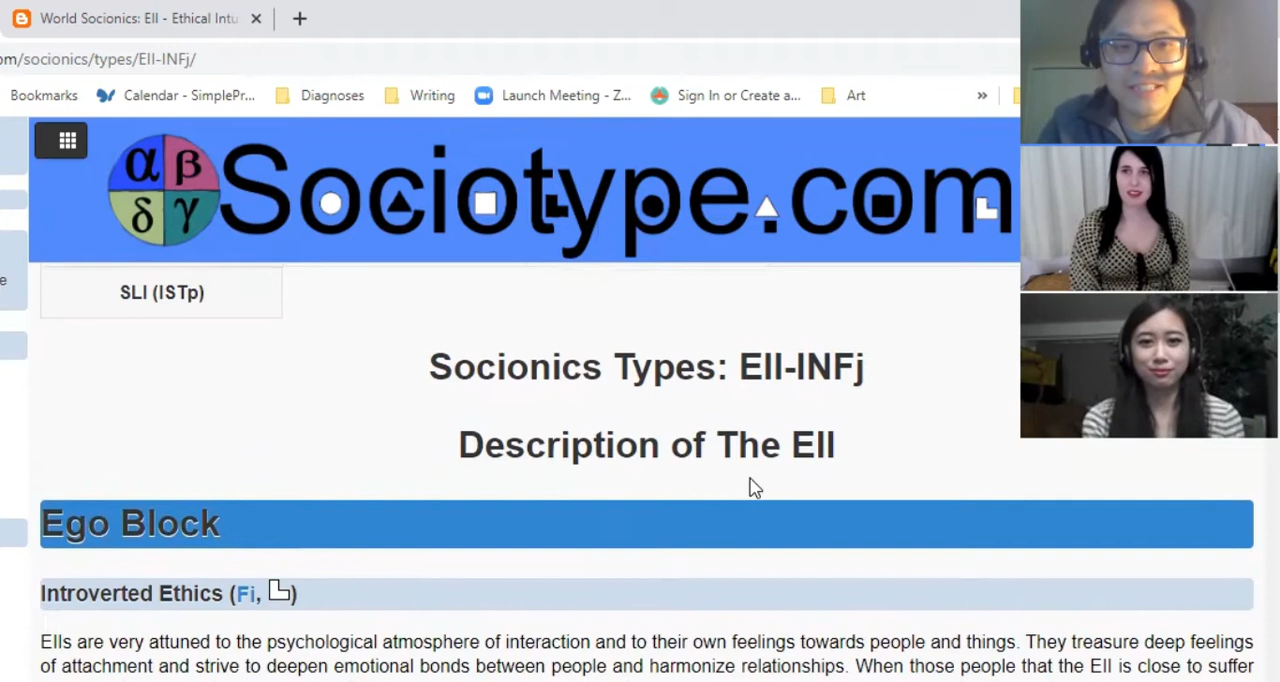 World Socionics: EII - Ethical Intu
om/socionics/types/EII-INFj/
Bookmarks
Calendar - SimplePr...
Diagnoses
Writing
Launch Meeting - Z...
Sign In or Create a...
Art
»
α β
δ γ
Sociotype.com
e
SLI (ISTp)
Socionics Types: EII-INFj
Description of The EII
Ego Block
Introverted Ethics (Fi, )
EIIs are very attuned to the psychological atmosphere of interaction and to their own feelings towards people and things. They treasure deep feelings
of attachment and strive to deepen emotional bonds between people and harmonize relationships. When those people that the EII is close to suffer